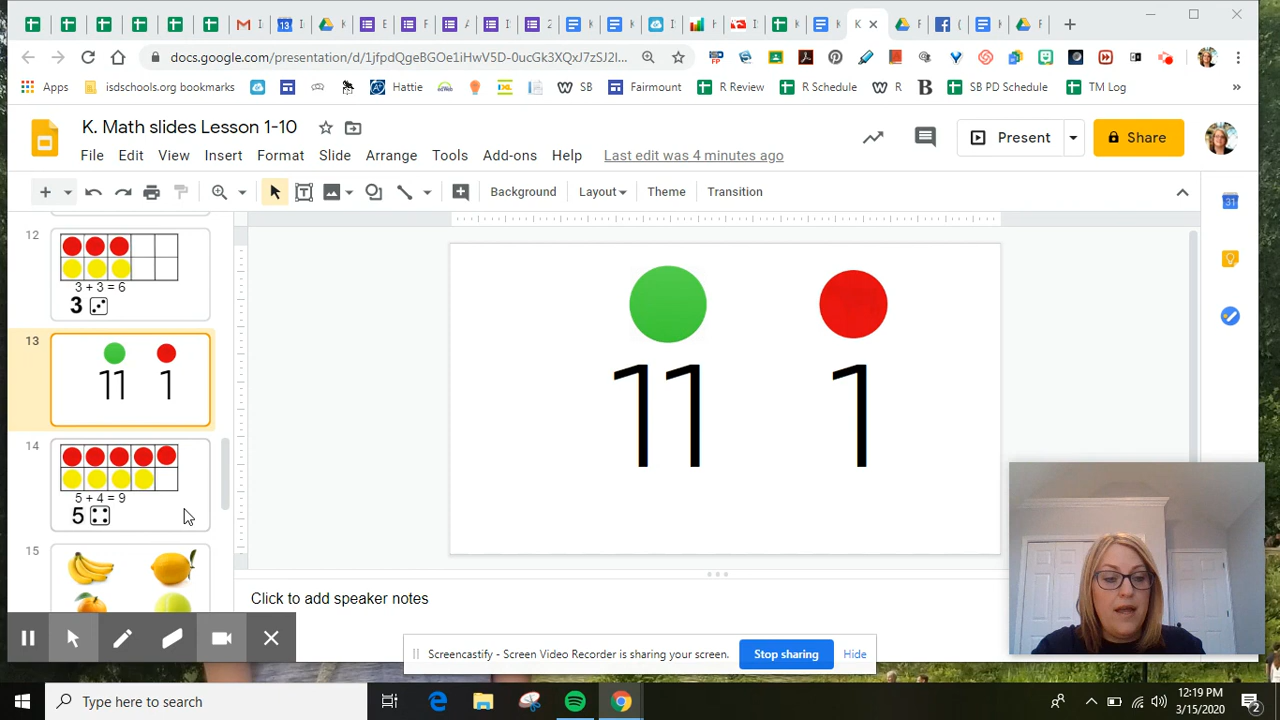 docs.google.com/presentation/d/1ifpdQgeBGOe1iHwV5D-0ucGk3XQxJ7zSJ2I...
Apps
isdschools.org bookmarks
Hattie
SB
Fairmount
R Review
R Schedule
R
SB PD Schedule
TM Log
»
K. Math slides Lesson 1-10
Present
Share
File Edit View Insert Format Slide Arrange Tools Add-ons Help Last edit was 4 minutes ago
Background Layout Theme Transition
31
12
3 + 3 = 6
3
13
11 1
14
5 + 4 = 9
5
15
11 1
Click to add speaker notes
Screencastify - Screen Video Recorder is sharing your screen. Stop sharing Hide
Type here to search
12:19 PM
3/15/2020
2